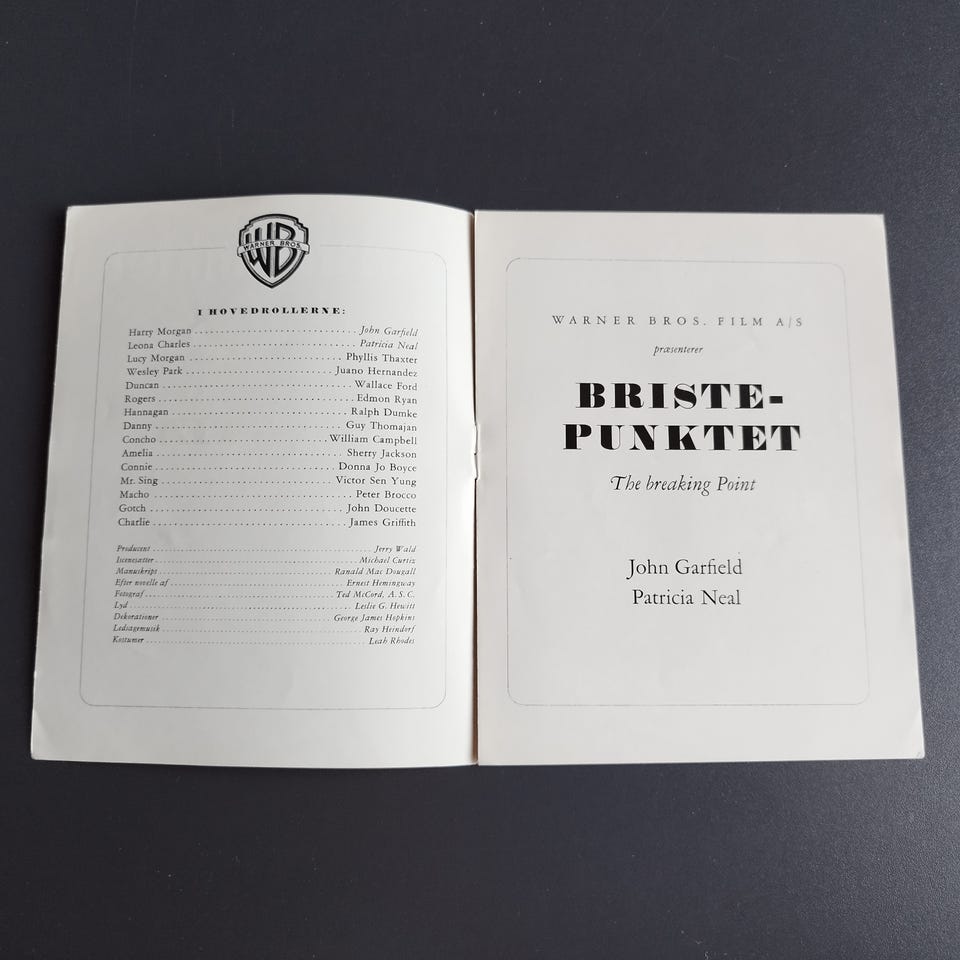 WB
WARNER BROS.
I HOVEDROLLERNE:
Harry Morgan .................... John Garfield
Leona Charles .................... Patricia Neal
Lucy Morgan .................... Phyllis Thaxter
Wesley Park .................... Juano Hernandez
Duncan .................... Wallace Ford
Rogers .................... Edmon Ryan
Hannagan .................... Ralph Dumke
Danny .................... Guy Thomajan
Concho .................... William Campbell
Amelia .................... Sherry Jackson
Connie .................... Donna Jo Boyce
Mr. Sing .................... Victor Sen Yung
Macho .................... Peter Brocco
Gotch .................... John Doucette
Charlie .................... James Griffith
Producent .................... Jerry Wald
Iscenesætter .................... Michael Curtiz
Manuskript .................... Ranald Mac Dougall
Efter novelle af .................... Ernest Hemingway
Fotograf .................... Ted McCord, A. S. C.
Lyd .................... Leslie G. Hewitt
Dekorationer .................... George James Hopkins
Ledsagemusik .................... Ray Heindorf
Kostumer .................... Leah Rhodes
WARNER BROS. FILM A/S
præsenterer
BRISTE-
PUNKTET
The breaking Point
John Garfield
Patricia Neal